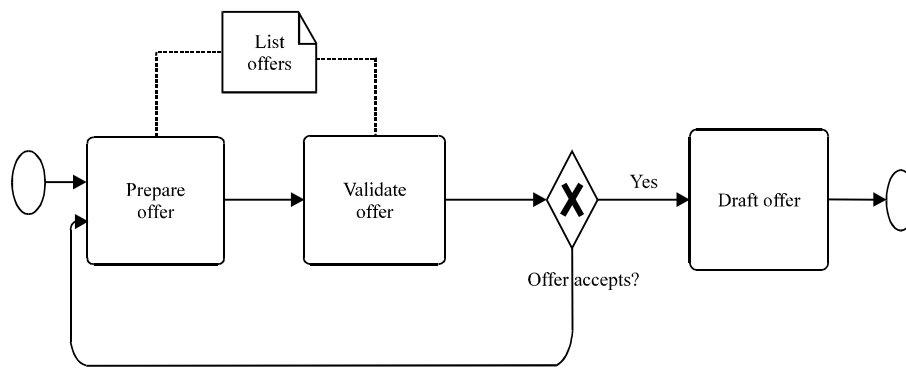 List
offers
Prepare
offer
Validate
offer
Yes
Draft offer
Offer accepts?